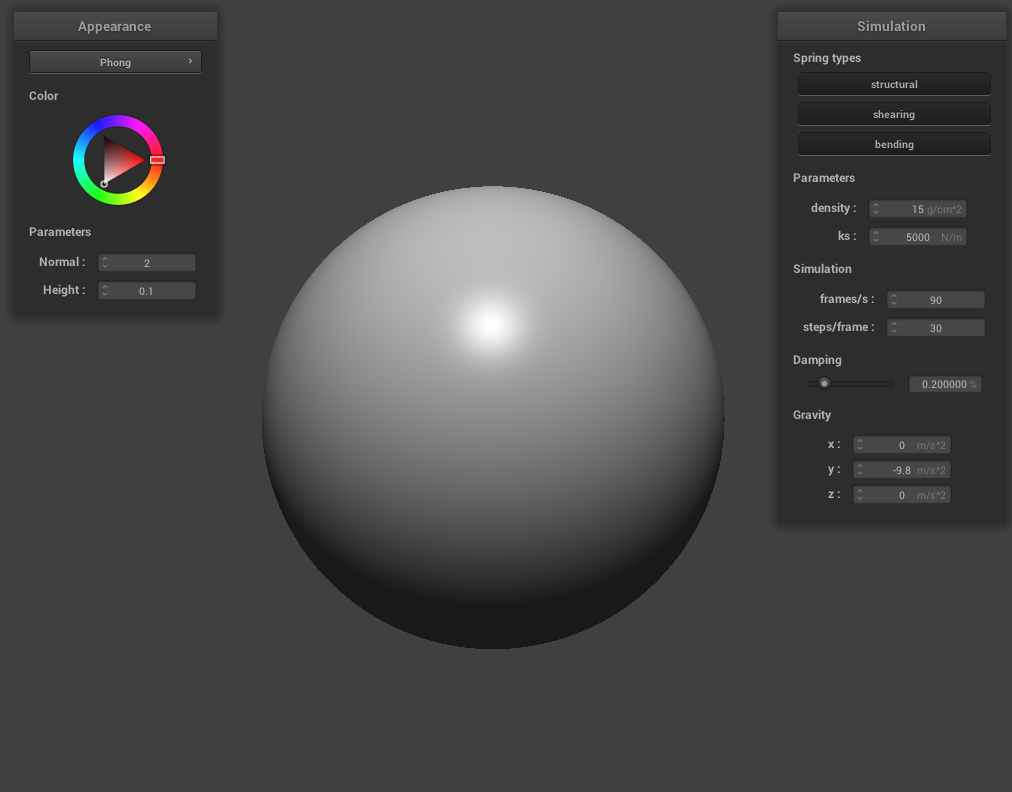 Appearance
Phong
Color
Parameters
Normal : 2
Height : 0.1
Simulation
Spring types
structural
shearing
bending
Parameters
density : 15 g/cm^2
ks : 5000 N/m
Simulation
frames/s : 90
steps/frame : 30
Damping
0.200000 %
Gravity
x : 0 m/s^2
y : -9.8 m/s^2
z : 0 m/s^2